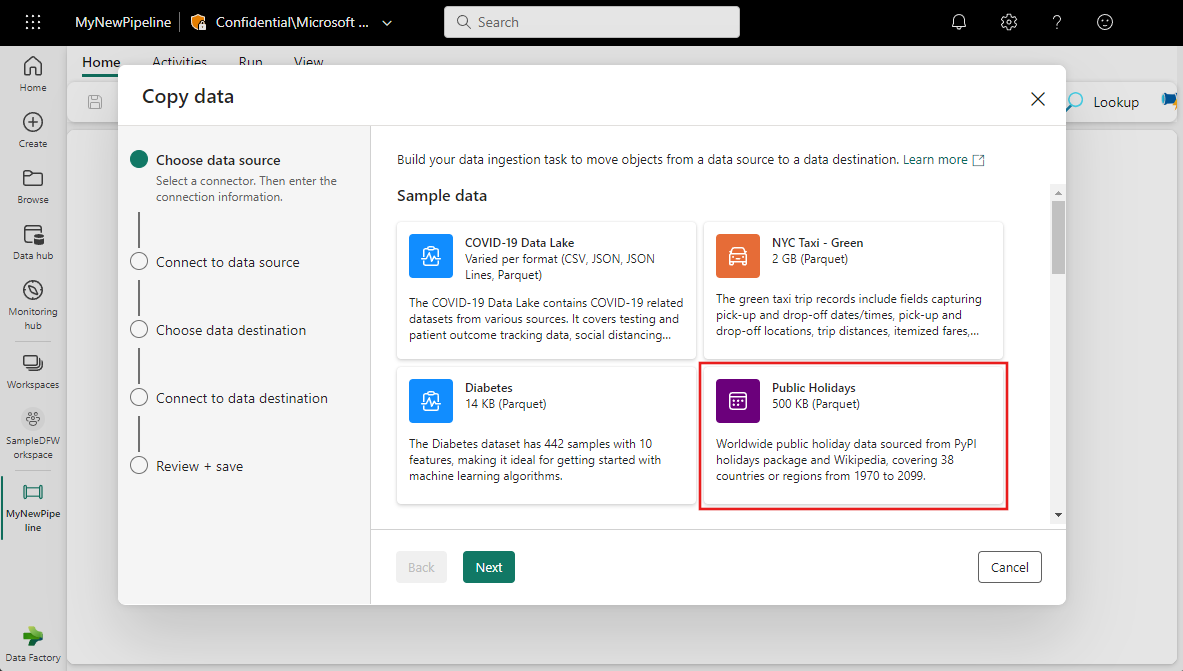 MyNewPipeline
Confidential\Microsoft ...
Search
Home
Create
Browse
Data hub
Monitoring
hub
Workspaces
SampleDFW
orkspace
MyNewPipe
line
Data Factory
Home
Activities
Run
View
Lookup
Copy data
Choose data source
Select a connector. Then enter the
connection information.
Connect to data source
Choose data destination
Connect to data destination
Review + save
Build your data ingestion task to move objects from a data source to a data destination. Learn more
Sample data
COVID-19 Data Lake
Varied per format (CSV, JSON, JSON
Lines, Parquet)
The COVID-19 Data Lake contains COVID-19 related
datasets from various sources. It covers testing and
patient outcome tracking data, social distancing...
NYC Taxi - Green
2 GB (Parquet)
The green taxi trip records include fields capturing
pick-up and drop-off dates/times, pick-up and
drop-off locations, trip distances, itemized fares,...
Diabetes
14 KB (Parquet)
The Diabetes dataset has 442 samples with 10
features, making it ideal for getting started with
machine learning algorithms.
Public Holidays
500 KB (Parquet)
Worldwide public holiday data sourced from PyPI
holidays package and Wikipedia, covering 38
countries or regions from 1970 to 2099.
Back
Next
Cancel